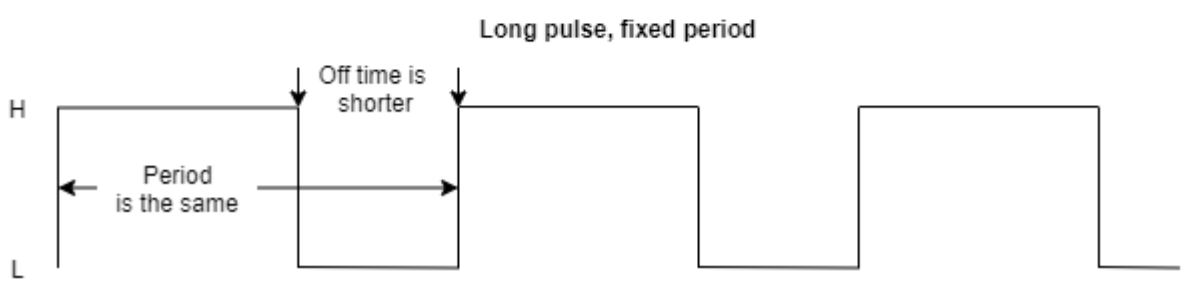 Long pulse, fixed period
Off time is
shorter
H
Period
is the same
L